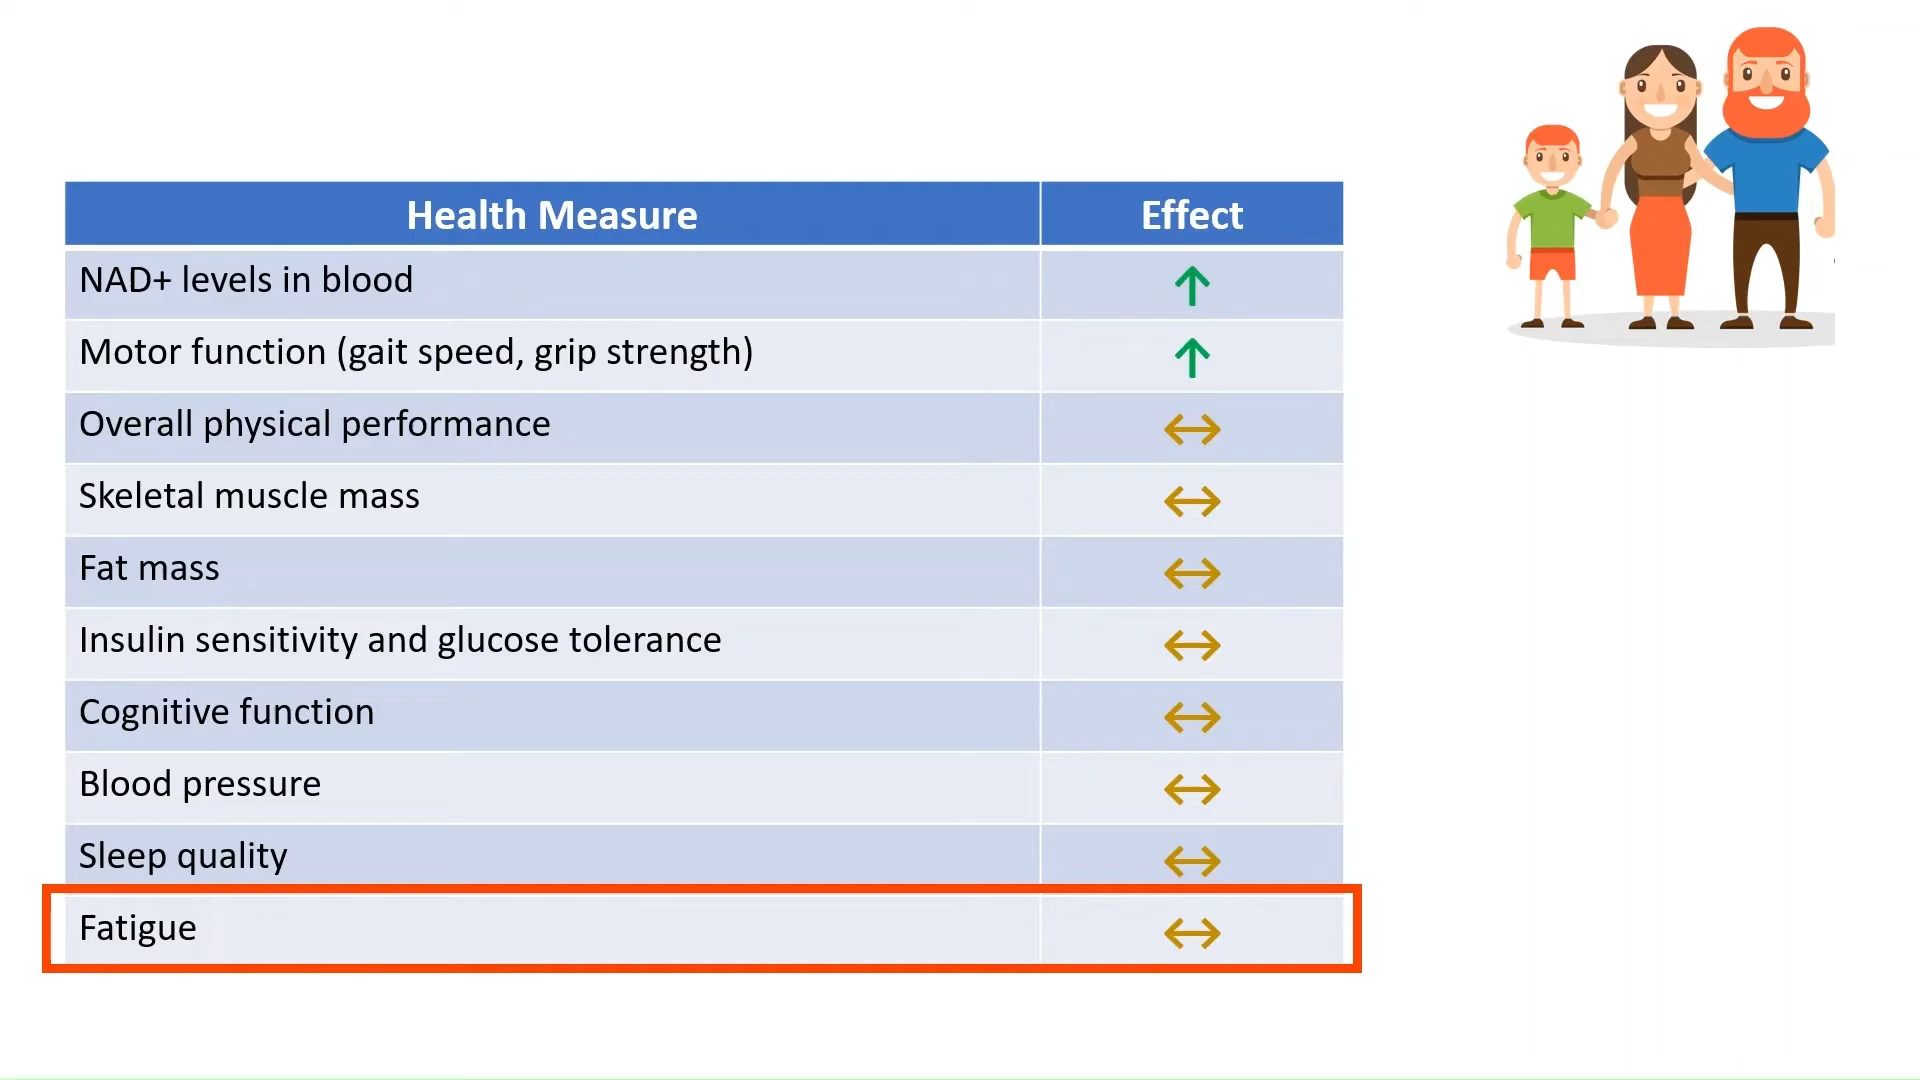 Health Measure Effect
NAD+ levels in blood ↑
Motor function (gait speed, grip strength) ↑
Overall physical performance ↔
Skeletal muscle mass ↔
Fat mass ↔
Insulin sensitivity and glucose tolerance ↔
Cognitive function ↔
Blood pressure ↔
Sleep quality ↔
Fatigue ↔